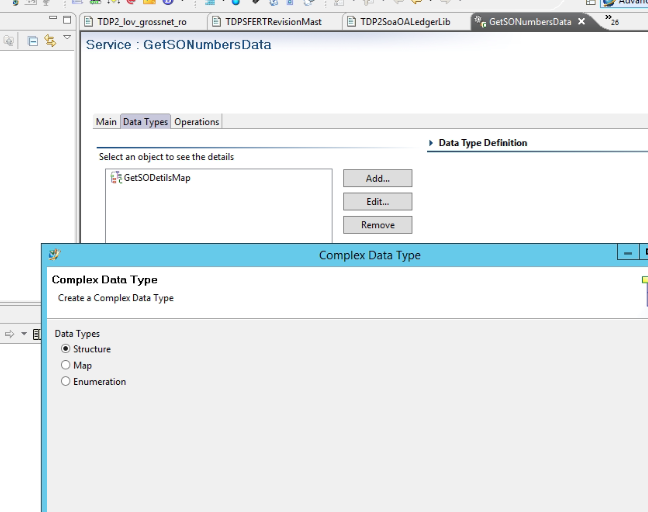 Advanc
TDP2_lov_grossnet_ro
TDPSFERTRevisionMast
TDP2SoaOALedgerLib
GetSONumbersData
»26
Service : GetSONumbersData
Main
Data Types
Operations
Select an object to see the details
Data Type Definition
GetSODetilsMap
Add...
Edit...
Remove
Complex Data Type
Complex Data Type
Create a Complex Data Type
Data Types
Structure
Map
Enumeration